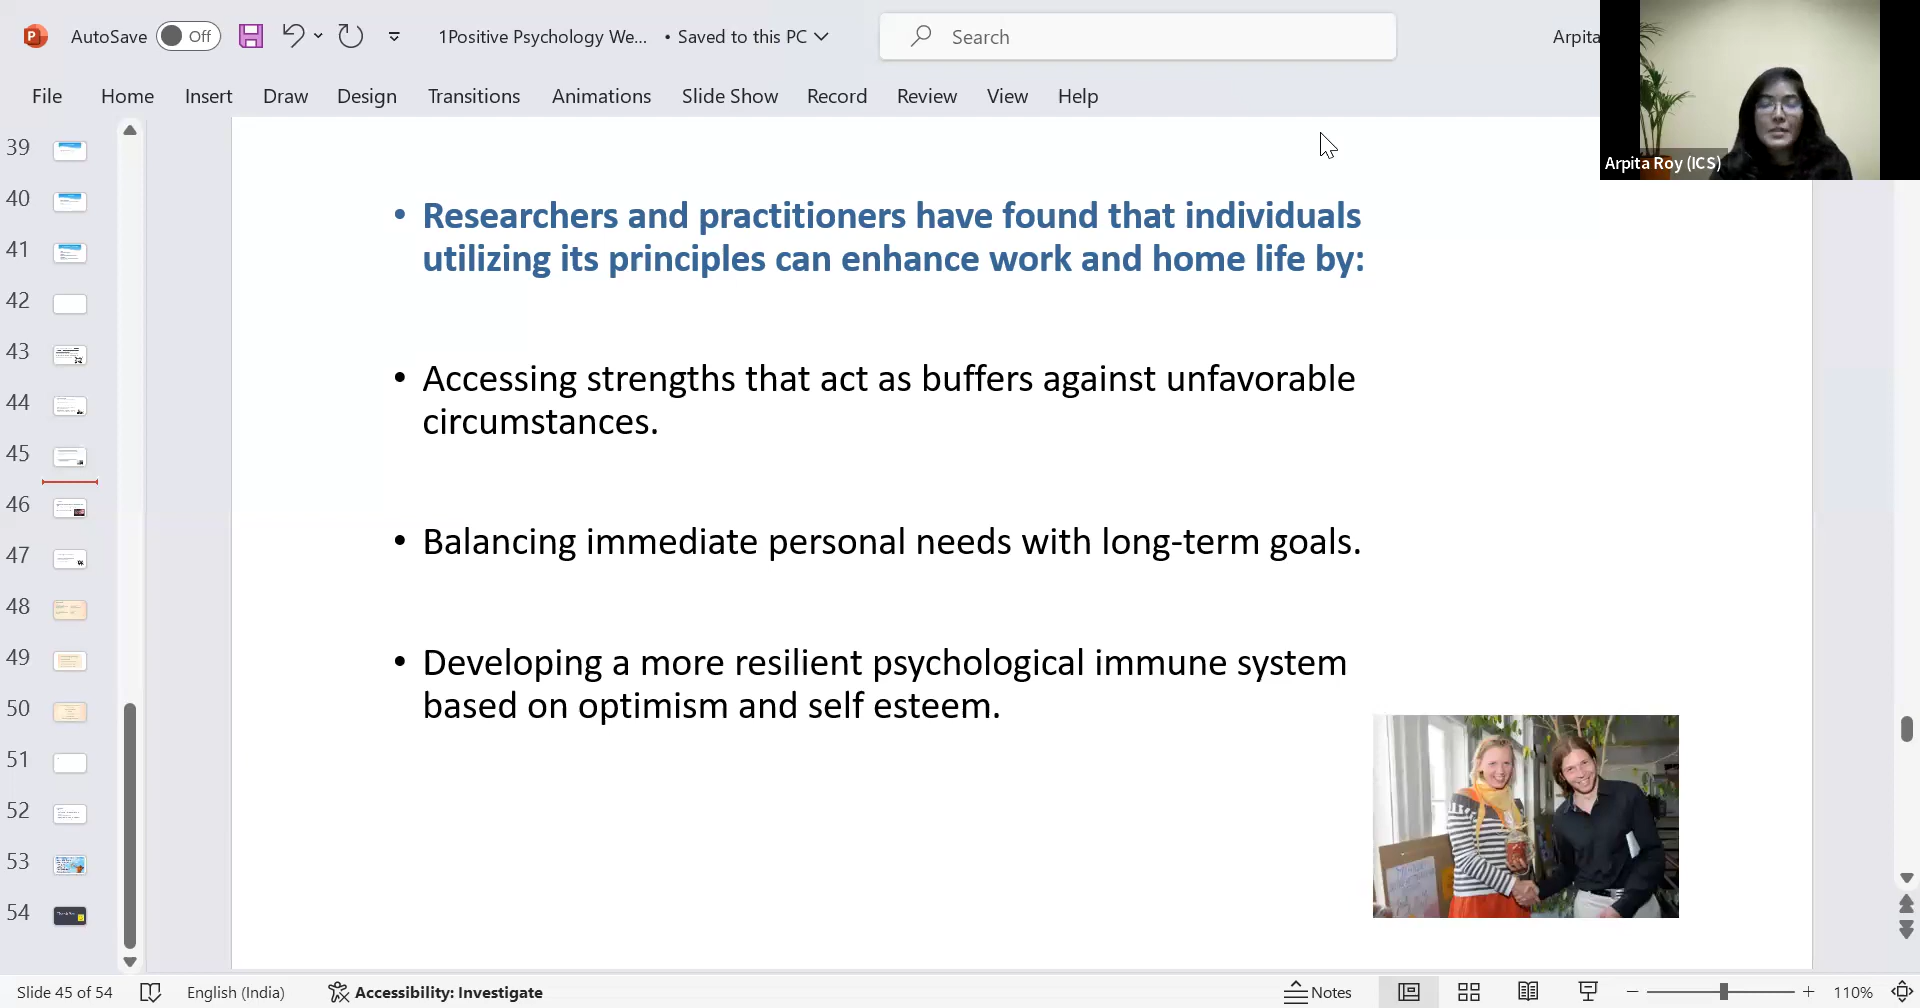 AutoSave Off 1Positive Psychology We... • Saved to this PC Search Arpita
File Home Insert Draw Design Transitions Animations Slide Show Record Review View Help
Arpita Roy (ICS)
39
40
41
42
43
44
45
46
47
48
49
50
51
52
53
54
• Researchers and practitioners have found that individuals
utilizing its principles can enhance work and home life by:
• Accessing strengths that act as buffers against unfavorable
circumstances.
• Balancing immediate personal needs with long-term goals.
• Developing a more resilient psychological immune system
based on optimism and self esteem.
Slide 45 of 54 English (India) Accessibility: Investigate Notes 110%